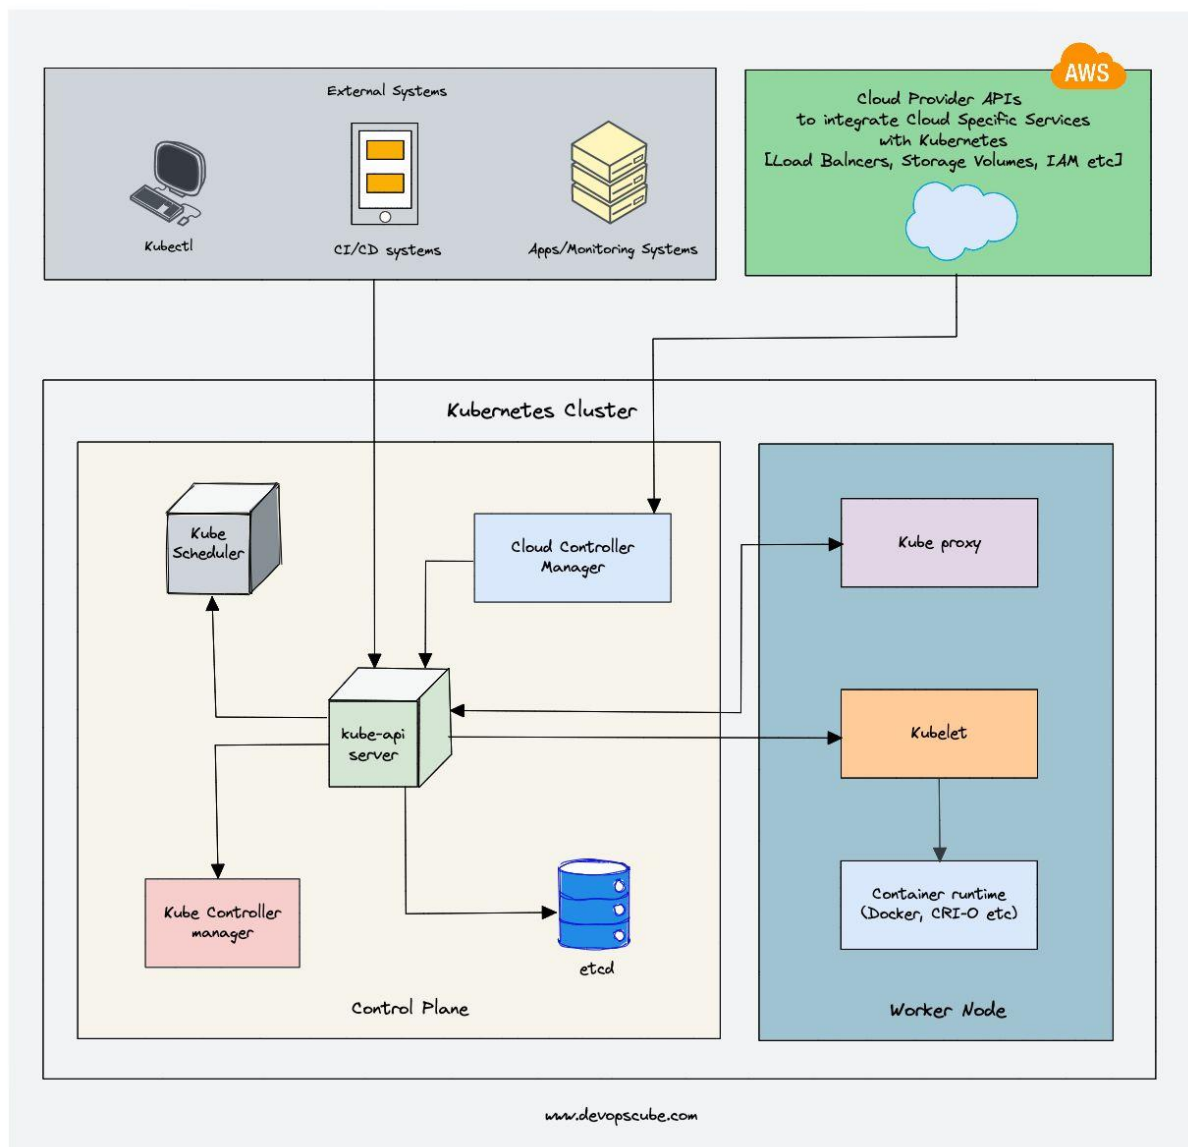 AWS
External Systems
Kubectl
CI/CD systems
Apps/Monitoring Systems
Cloud Provider APIs
to integrate Cloud Specific Services
with Kubernetes
[Load Balncers, Storage Volumes, IAM etc]
Kubernetes Cluster
Kube
Scheduler
Cloud Controller
Manager
Kube proxy
kube-api
server
Kubelet
Kube Controller
manager
etcd
Container runtime
(Docker, CRI-O etc)
Control Plane
Worker Node
www.devopscube.com